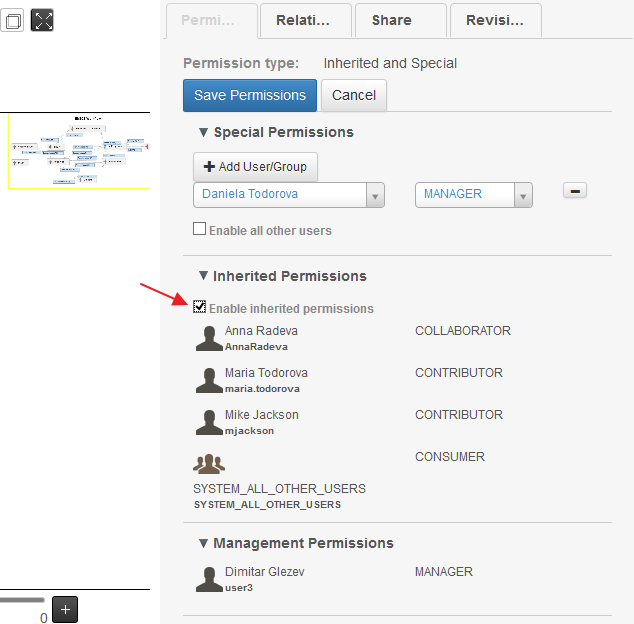 Permi...
Relati...
Share
Revisi...
Permission type: Inherited and Special
Save Permissions
Cancel
▼ Special Permissions
+ Add User/Group
Daniela Todorova
MANAGER
Enable all other users
▼ Inherited Permissions
Enable inherited permissions
Anna Radeva COLLABORATOR
AnnaRadeva
Maria Todorova CONTRIBUTOR
maria.todorova
Mike Jackson CONTRIBUTOR
mjackson
CONSUMER
SYSTEM_ALL_OTHER_USERS
SYSTEM_ALL_OTHER_USERS
▼ Management Permissions
Dimitar Glezev MANAGER
user3
0